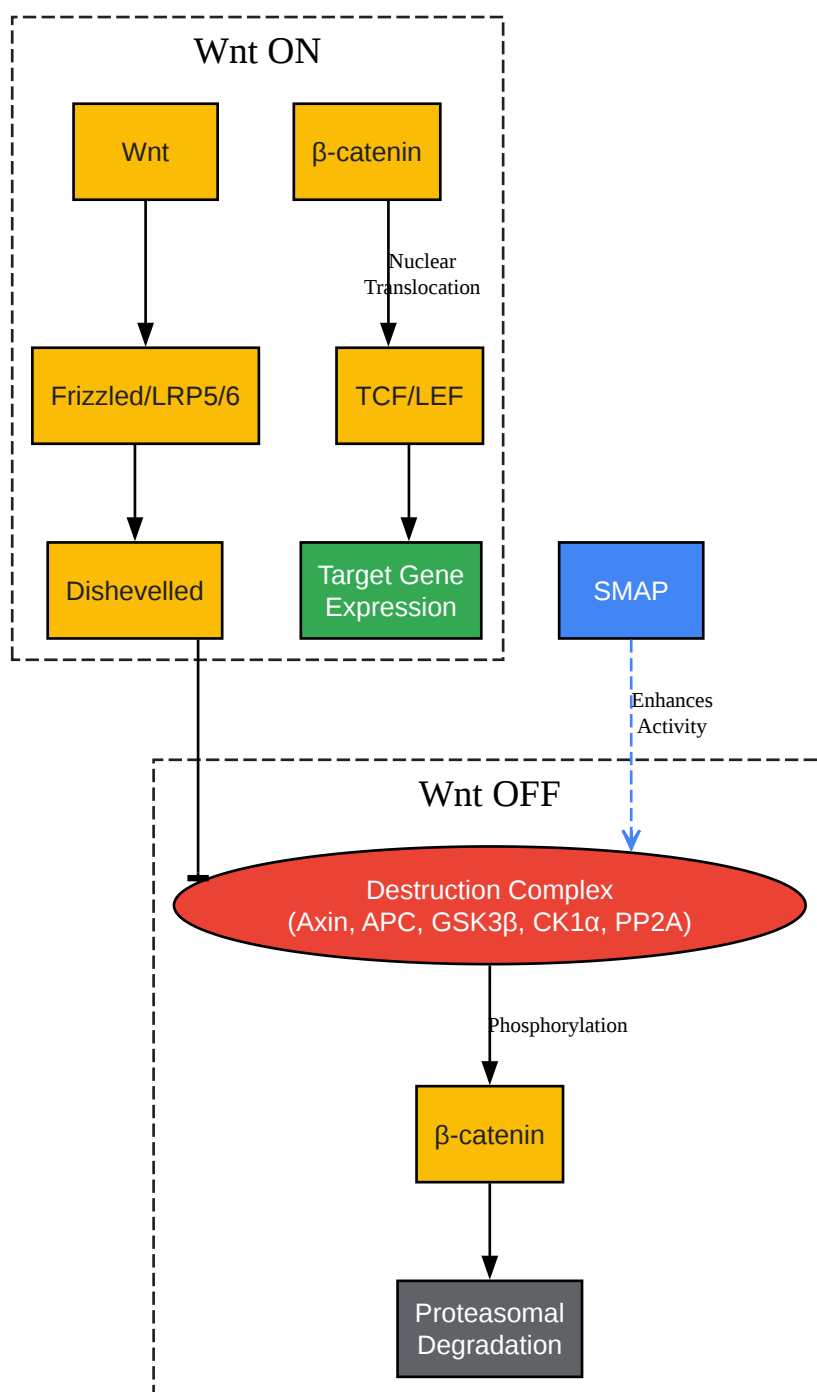 Wnt ON
Wnt
β-catenin
Nuclear
Translocation
Frizzled/LRP5/6
TCF/LEF
Dishevelled
Target Gene
Expression
SMAP
Enhances
Activity
Wnt OFF
Destruction Complex
(Axin, APC, GSK3β, CK1α, PP2A)
Phosphorylation
β-catenin
Proteasomal
Degradation